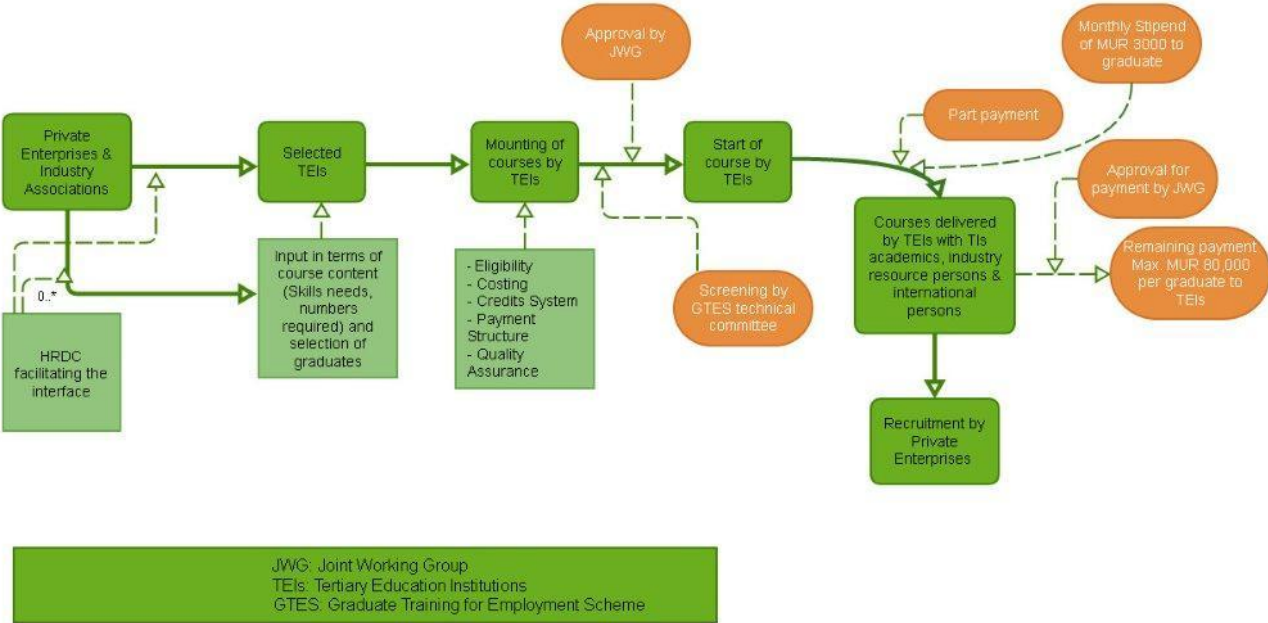 Approval by
JWG
Monthly Stipend
of MUR 3000 to
graduate
Part payment
Private
Enterprises &
Industry
Associations
Selected
TEIs
Mounting of
courses by
TEIs
Start of
course by
TEIs
Approval for
payment by JWG
Courses delivered
by TEIs with TIs
academics, industry
resource persons &
international
persons
Remaining payment
Max. MUR 80,000
per graduate to
TEIs
Input in terms of
course content
(Skills needs,
numbers
required) and
selection of
graduates
- Eligibility
- Costing
- Credits System
- Payment
Structure
- Quality
Assurance
Screening by
GTES technical
committee
0..*
HRDC
facilitating the
interface
Recruitment by
Private
Enterprises
JWG: Joint Working Group
TEIs: Tertiary Education Institutions
GTES: Graduate Training for Employment Scheme